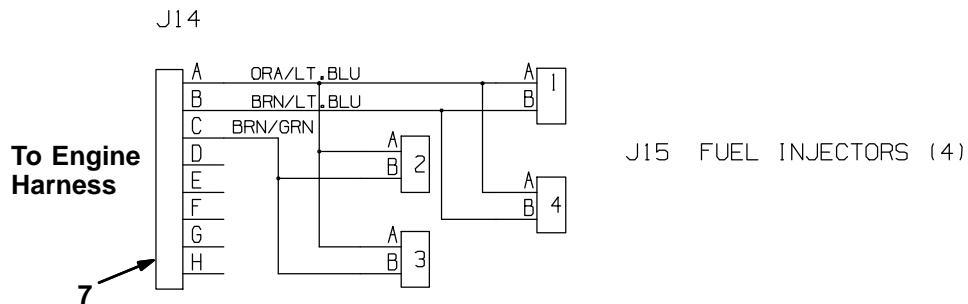 J14
A ORA/LT.BLU A 1
B BRN/LT.BLU B
C BRN/GRN
To Engine
Harness
D A 2
E B
F A 4
G B
H A 3
B
J15 FUEL INJECTORS (4)
7